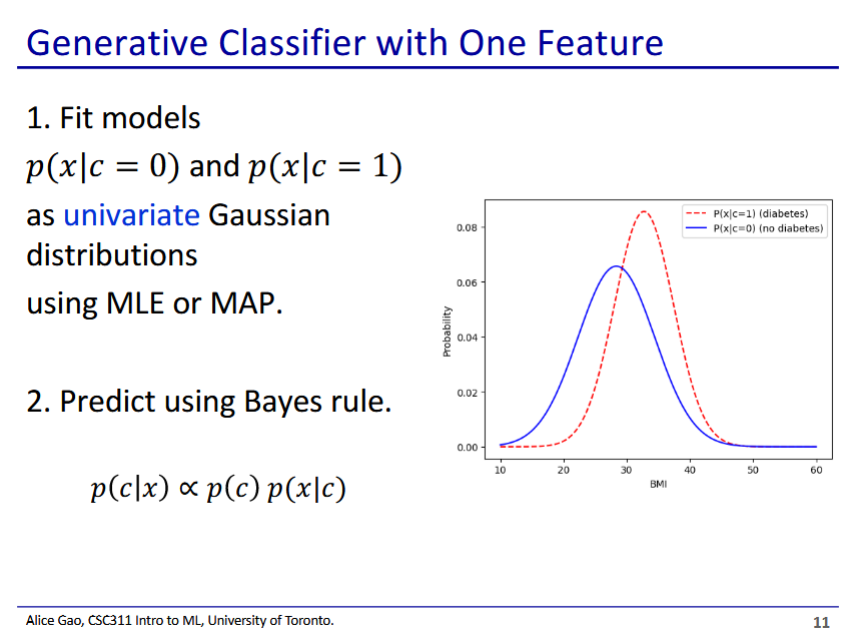 Generative Classifier with One Feature
1. Fit models
p(x|c = 0) and p(x|c = 1)
as univariate Gaussian
distributions
using MLE or MAP.
2. Predict using Bayes rule.
p(c|x) ∝ p(c) p(x|c)
P(x|c=1) (diabetes)
P(x|c=0) (no diabetes)
0.08
0.06
0.04
0.02
0.00
Probability
10 20 30 40 50 60
BMI
Alice Gao, CSC311 Intro to ML, University of Toronto. 11